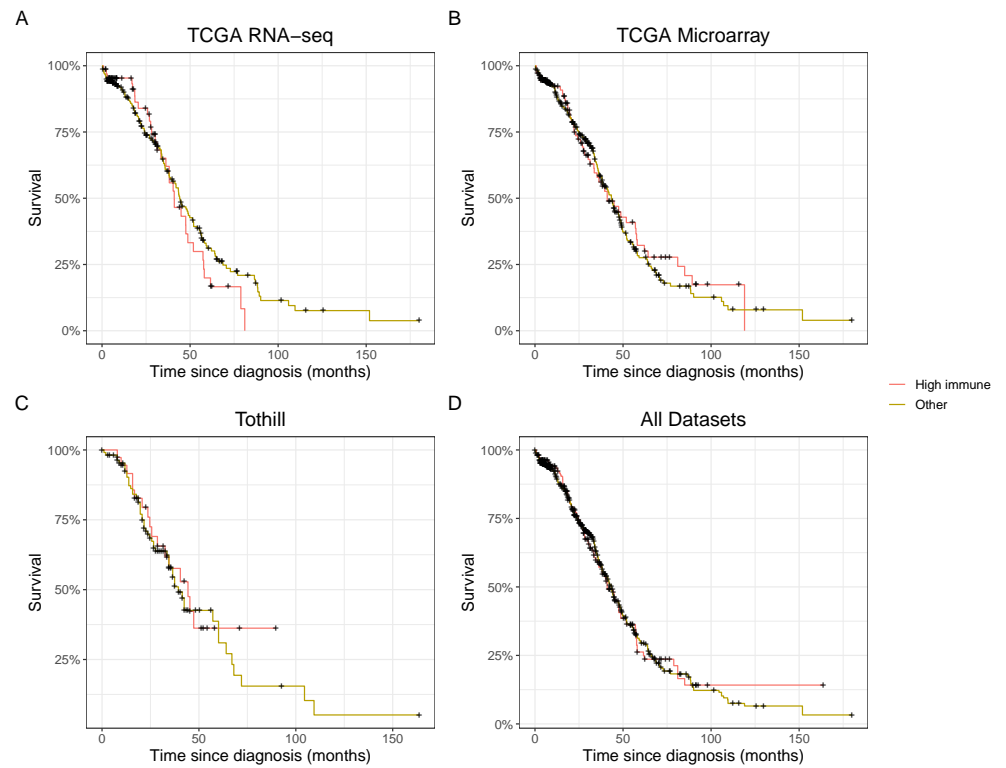 A
TCGA RNA−seq
100%
75%
50%
25%
0%
Survival
0
50
100
150
Time since diagnosis (months)
B
TCGA Microarray
100%
75%
50%
25%
0%
Survival
0
50
100
150
Time since diagnosis (months)
C
Tothill
100%
75%
50%
25%
Survival
0
50
100
150
Time since diagnosis (months)
D
All Datasets
100%
75%
50%
25%
0%
Survival
0
50
100
150
Time since diagnosis (months)
High immune
Other